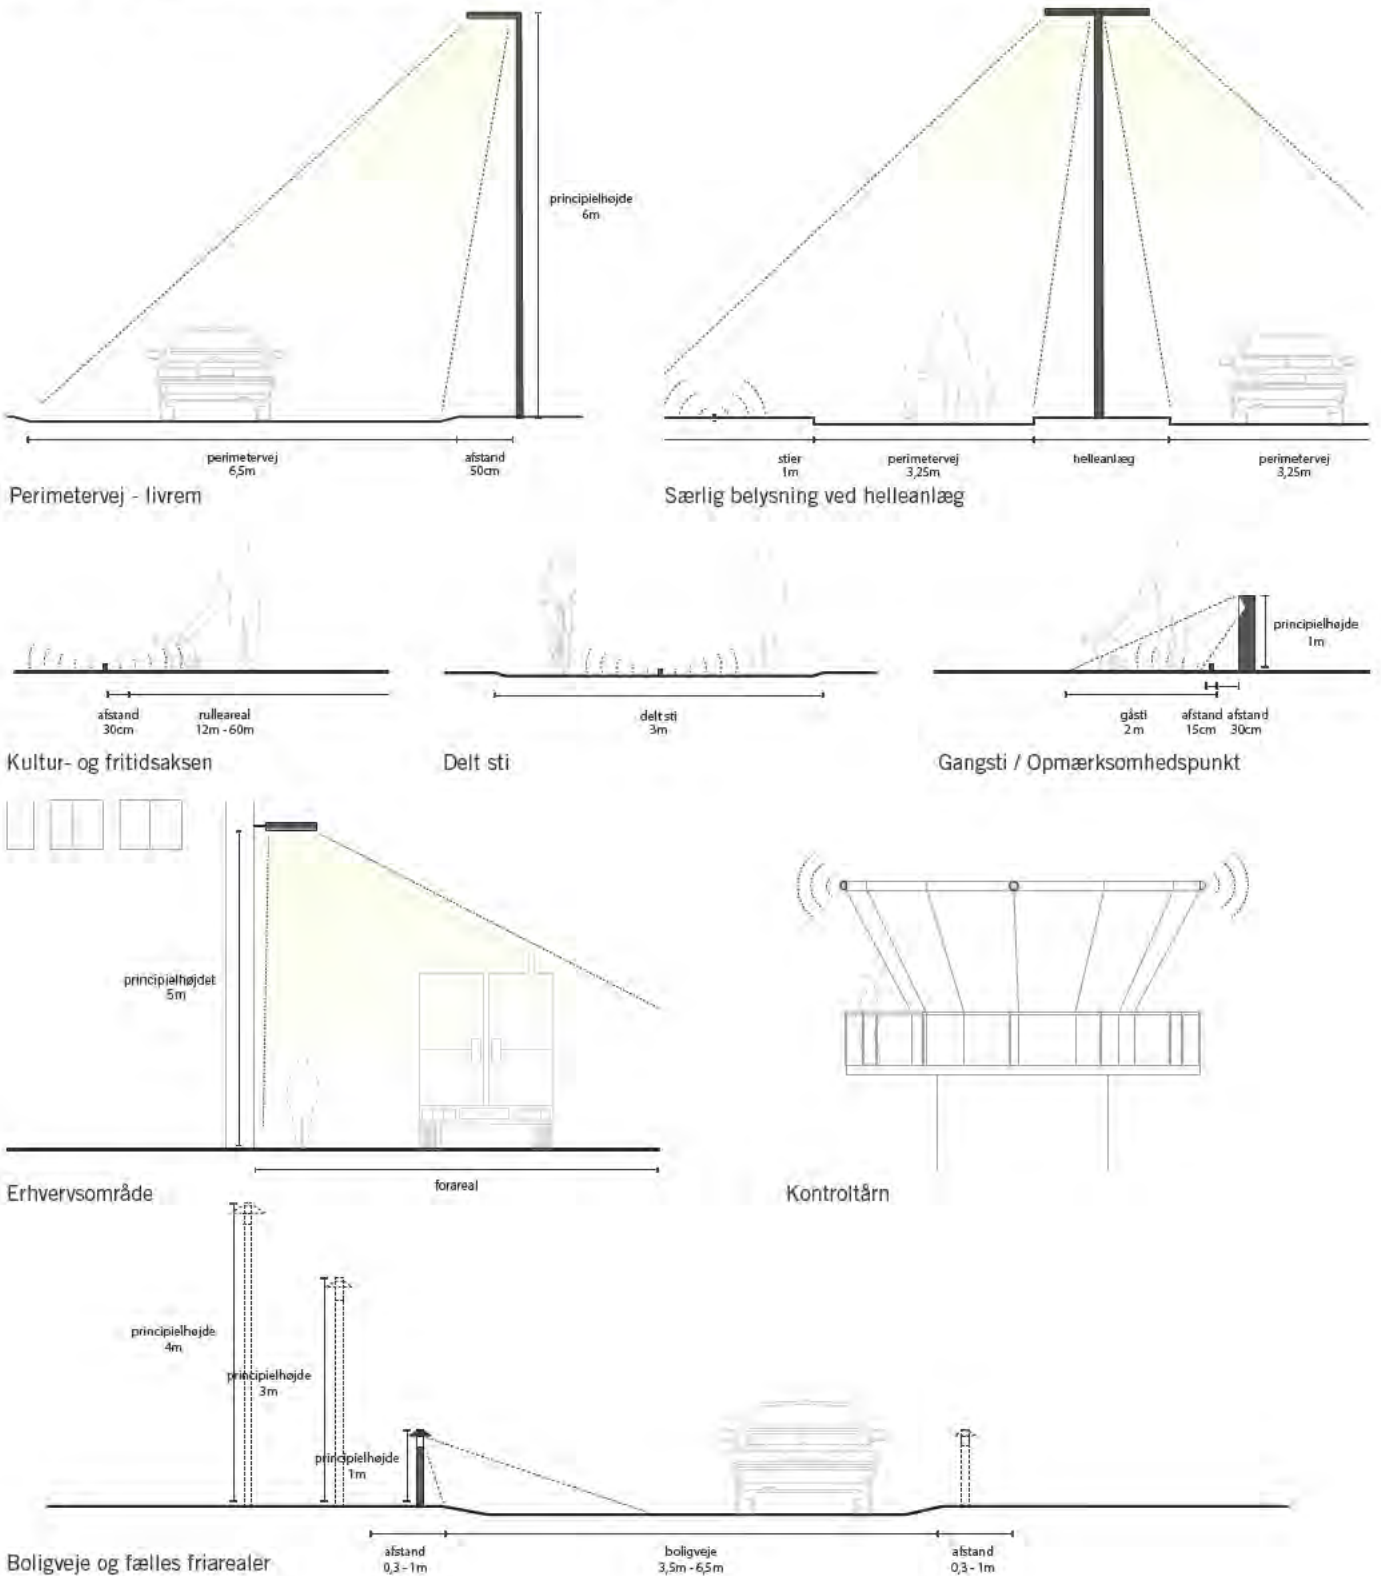 principielhøjde
6m
perimetervej
6,5m
afstand
50cm
Perimetervej - livrem
stier
1m
perimetervej
3,25m
helleanlæg
perimetervej
3,25m
Særlig belysning ved helleanlæg
afstand
30cm
rulleareal
12m - 60m
Kultur- og fritidsaksen
delt sti
3m
Delt sti
principielhøjde
1m
gåsti
2m
afstand
15cm
afstand
30cm
Gangsti / Opmærksomhedspunkt
principielhøjdet
5m
forareal
Erhvervsområde
Kontroltårn
principielhøjde
4m
principielhøjde
3m
principielhøjde
1m
afstand
0,3 - 1m
boligveje
3,5m - 6,5m
afstand
0,3 - 1m
Boligveje og fælles friarealer